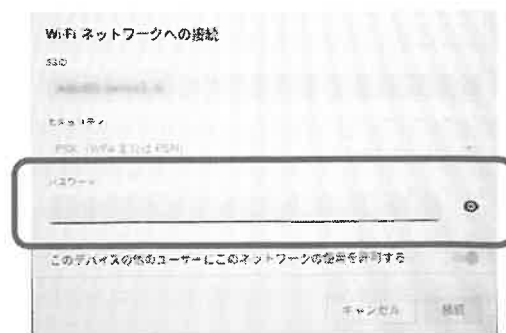 Wi-Fi ネットワークへの接続
SSID
セキュリティ
PSK（WPA または RSN）
パスワード
このデバイスの他のユーザーにこのネットワークの使用を許可する
キャンセル 接続